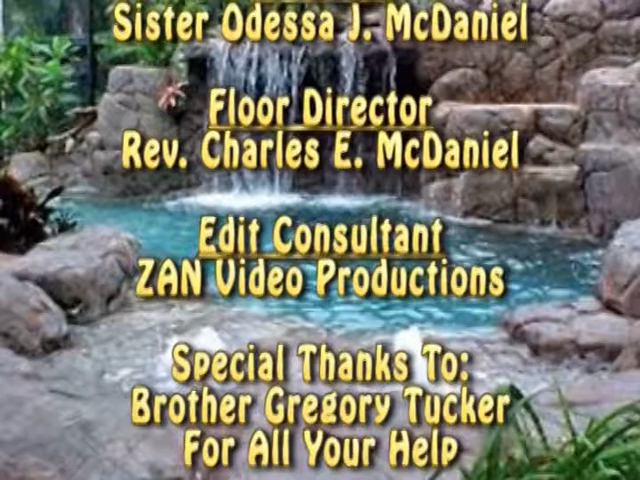 Sister Odessa J. McDaniel
Floor Director
Rev. Charles E. McDaniel
Edit Consultant
ZAN Video Productions
Special Thanks To:
Brother Gregory Tucker
For All Your Help